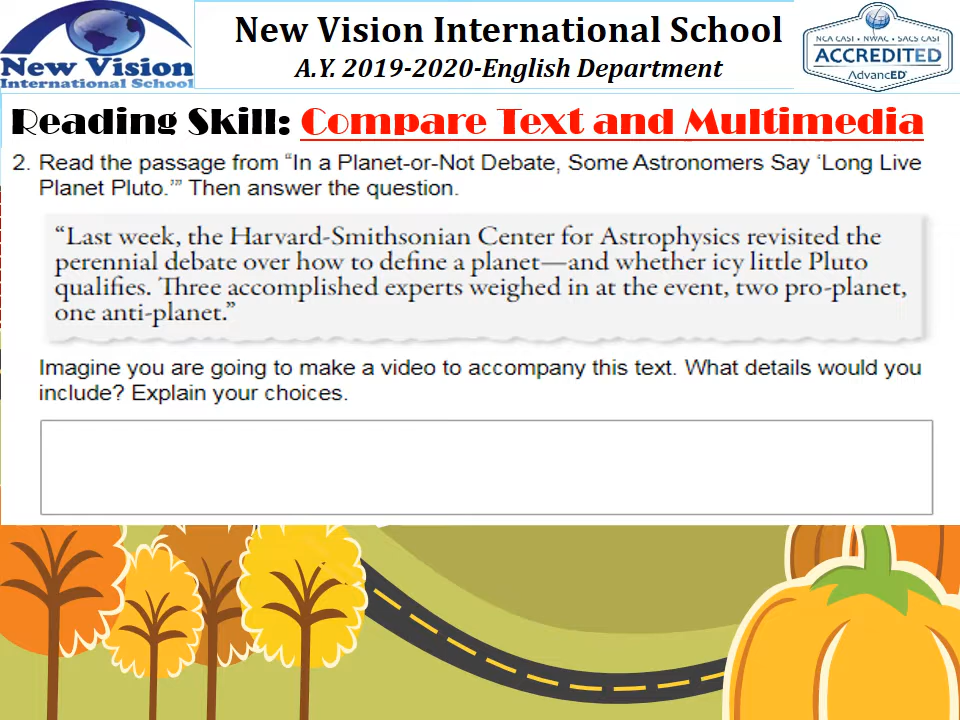 New Vision
International School
New Vision International School
A.Y. 2019-2020-English Department
NCA CASI • NWAC • SACS CASI
ACCREDITED
AdvancED®
Reading Skill: Compare Text and Multimedia
2. Read the passage from “In a Planet-or-Not Debate, Some Astronomers Say ‘Long Live
Planet Pluto.’” Then answer the question.
“Last week, the Harvard-Smithsonian Center for Astrophysics revisited the
perennial debate over how to define a planet—and whether icy little Pluto
qualifies. Three accomplished experts weighed in at the event, two pro-planet,
one anti-planet.”
Imagine you are going to make a video to accompany this text. What details would you
include? Explain your choices.